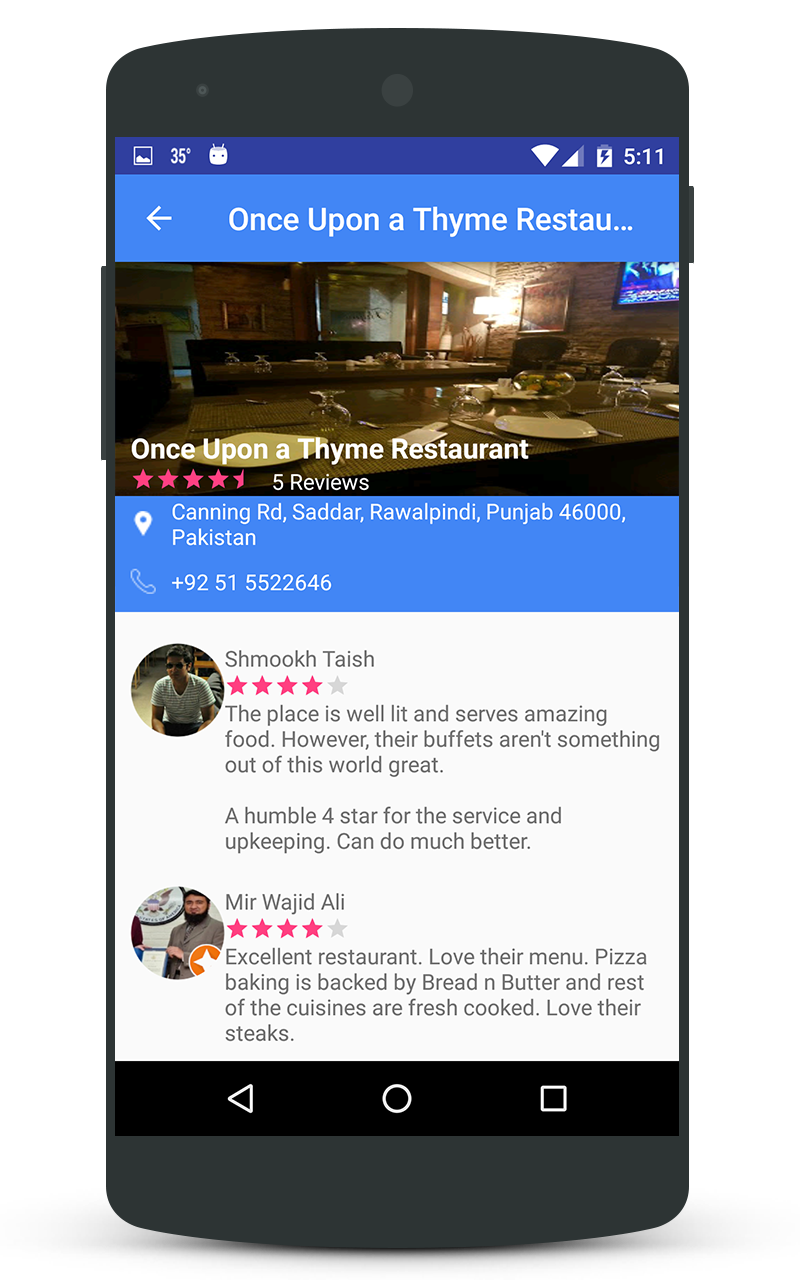 35°
5:11
Once Upon a Thyme Restau...
Once Upon a Thyme Restaurant
5 Reviews
Canning Rd, Saddar, Rawalpindi, Punjab 46000,
Pakistan
+92 51 5522646
Shmookh Taish
The place is well lit and serves amazing
food. However, their buffets aren't something
out of this world great.
A humble 4 star for the service and
upkeeping. Can do much better.
Mir Wajid Ali
Excellent restaurant. Love their menu. Pizza
baking is backed by Bread n Butter and rest
of the cuisines are fresh cooked. Love their
steaks.